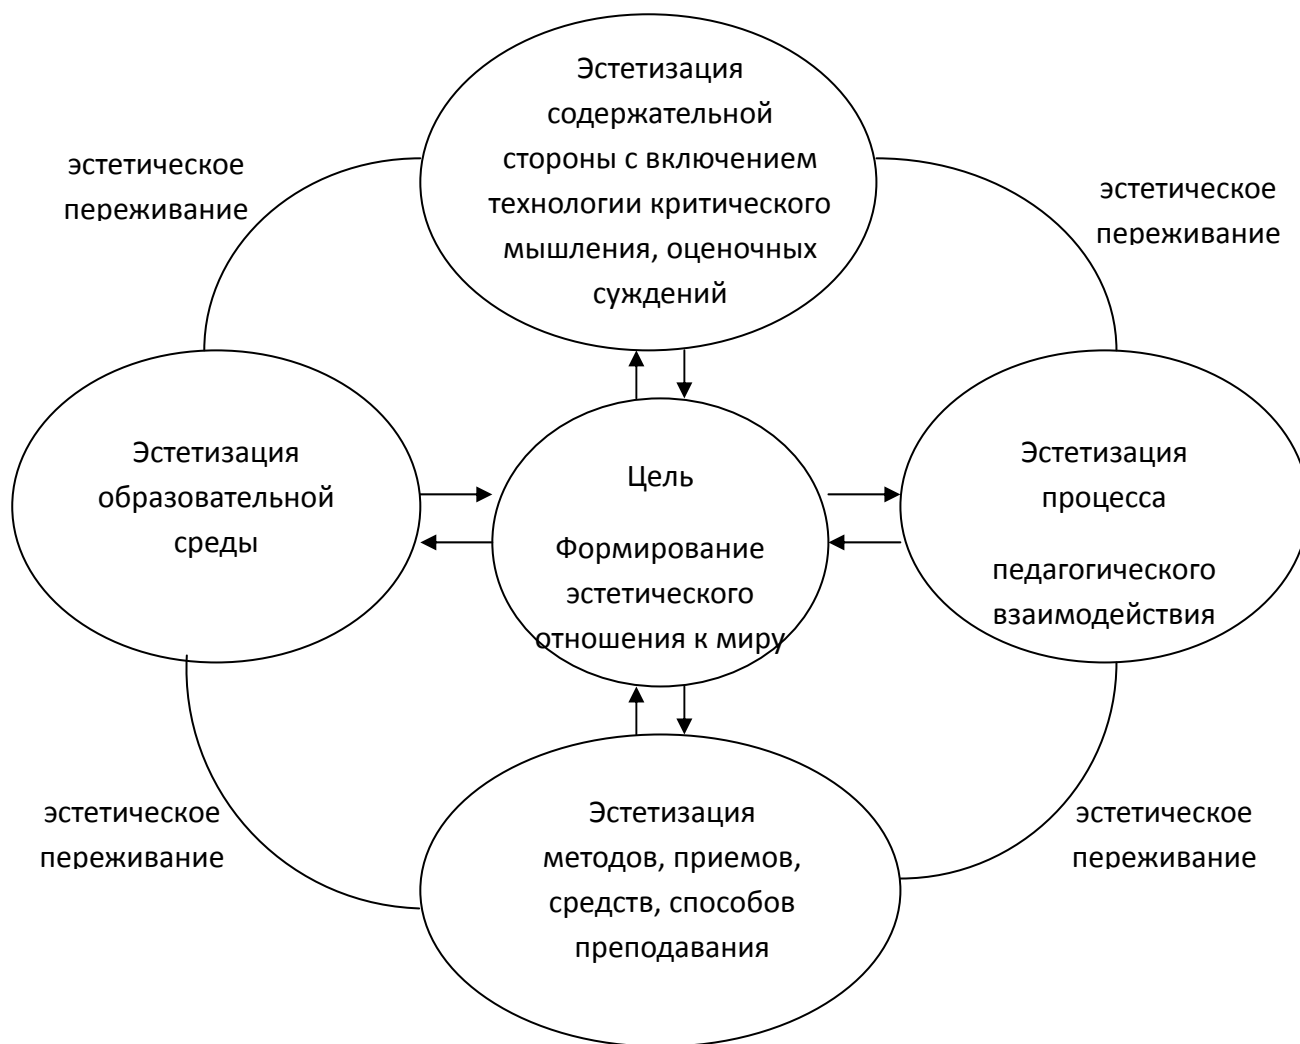 Эстетизация
содержательной
стороны с включением
технологии критического
мышления, оценочных
суждений
эстетическое
переживание
эстетическое
переживание
Эстетизация
образовательной
среды
Цель
Формирование
эстетического
отношения к миру
Эстетизация
процесса
педагогического
взаимодействия
эстетическое
переживание
Эстетизация
методов, приемов,
средств, способов
преподавания
эстетическое
переживание